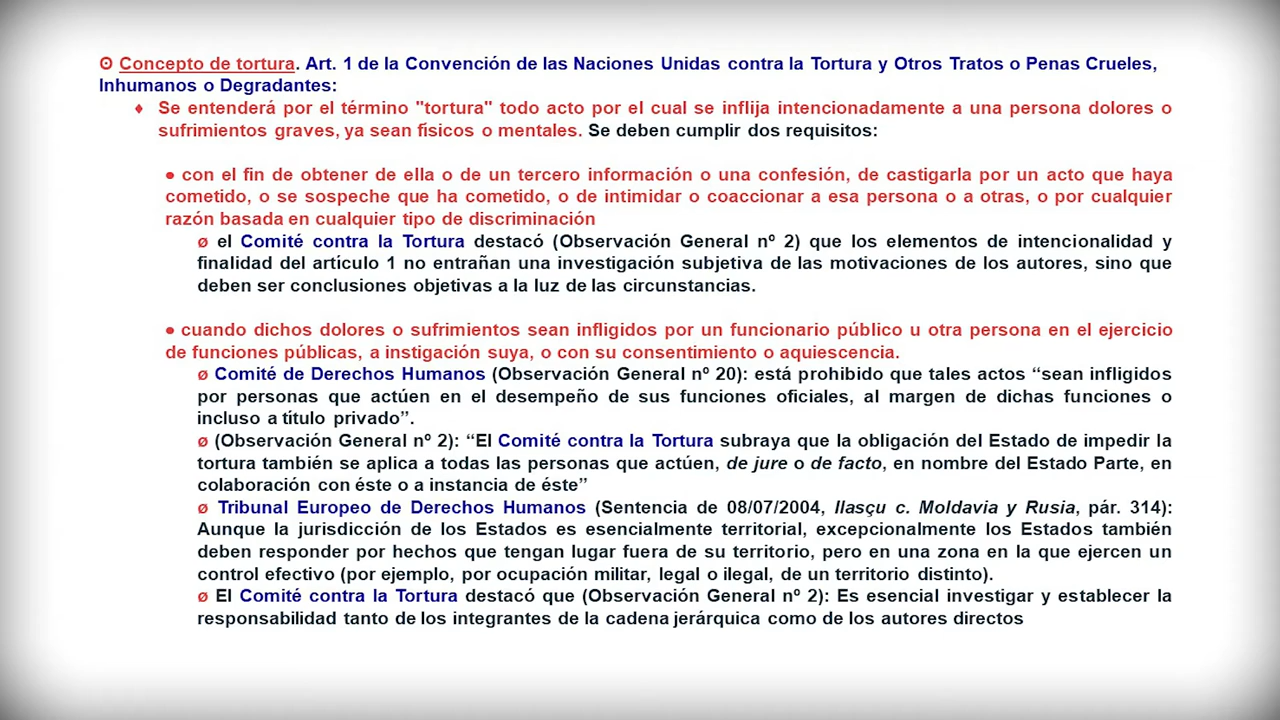 ʘ Concepto de tortura. Art. 1 de la Convención de las Naciones Unidas contra la Tortura y Otros Tratos o Penas Crueles,
Inhumanos o Degradantes:
♦ Se entenderá por el término "tortura" todo acto por el cual se inflija intencionadamente a una persona dolores o
sufrimientos graves, ya sean físicos o mentales. Se deben cumplir dos requisitos:
● con el fin de obtener de ella o de un tercero información o una confesión, de castigarla por un acto que haya
cometido, o se sospeche que ha cometido, o de intimidar o coaccionar a esa persona o a otras, o por cualquier
razón basada en cualquier tipo de discriminación
ø el Comité contra la Tortura destacó (Observación General nº 2) que los elementos de intencionalidad y
finalidad del artículo 1 no entrañan una investigación subjetiva de las motivaciones de los autores, sino que
deben ser conclusiones objetivas a la luz de las circunstancias.
● cuando dichos dolores o sufrimientos sean infligidos por un funcionario público u otra persona en el ejercicio
de funciones públicas, a instigación suya, o con su consentimiento o aquiescencia.
ø Comité de Derechos Humanos (Observación General nº 20): está prohibido que tales actos “sean infligidos
por personas que actúen en el desempeño de sus funciones oficiales, al margen de dichas funciones o
incluso a título privado”.
ø (Observación General nº 2): “El Comité contra la Tortura subraya que la obligación del Estado de impedir la
tortura también se aplica a todas las personas que actúen, de jure o de facto, en nombre del Estado Parte, en
colaboración con éste o a instancia de éste”
ø Tribunal Europeo de Derechos Humanos (Sentencia de 08/07/2004, Ilasçu c. Moldavia y Rusia, pár. 314):
Aunque la jurisdicción de los Estados es esencialmente territorial, excepcionalmente los Estados también
deben responder por hechos que tengan lugar fuera de su territorio, pero en una zona en la que ejercen un
control efectivo (por ejemplo, por ocupación militar, legal o ilegal, de un territorio distinto).
ø El Comité contra la Tortura destacó que (Observación General nº 2): Es esencial investigar y establecer la
responsabilidad tanto de los integrantes de la cadena jerárquica como de los autores directos